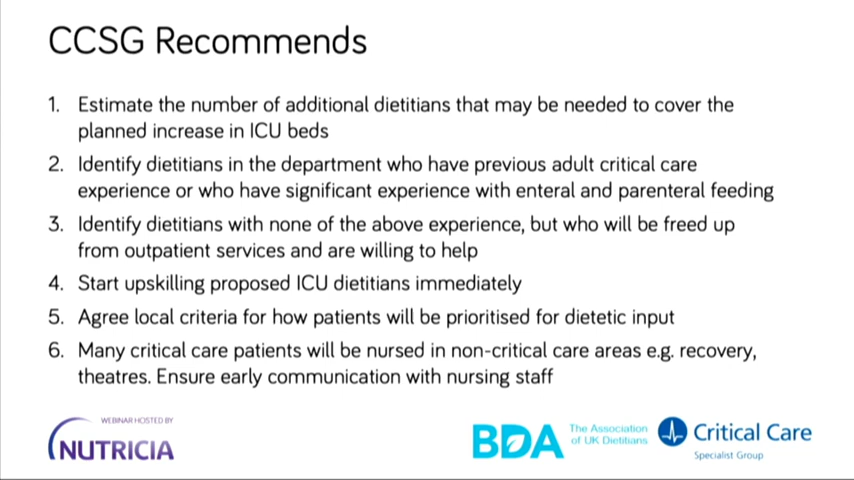 CCSG Recommends
1. Estimate the number of additional dietitians that may be needed to cover the
planned increase in ICU beds
2. Identify dietitians in the department who have previous adult critical care
experience or who have significant experience with enteral and parenteral feeding
3. Identify dietitians with none of the above experience, but who will be freed up
from outpatient services and are willing to help
4. Start upskilling proposed ICU dietitians immediately
5. Agree local criteria for how patients will be prioritised for dietetic input
6. Many critical care patients will be nursed in non-critical care areas e.g. recovery,
theatres. Ensure early communication with nursing staff
WEBINAR HOSTED BY
NUTRICIA
BDA
The Association
of UK Dietitians
Critical Care
Specialist Group